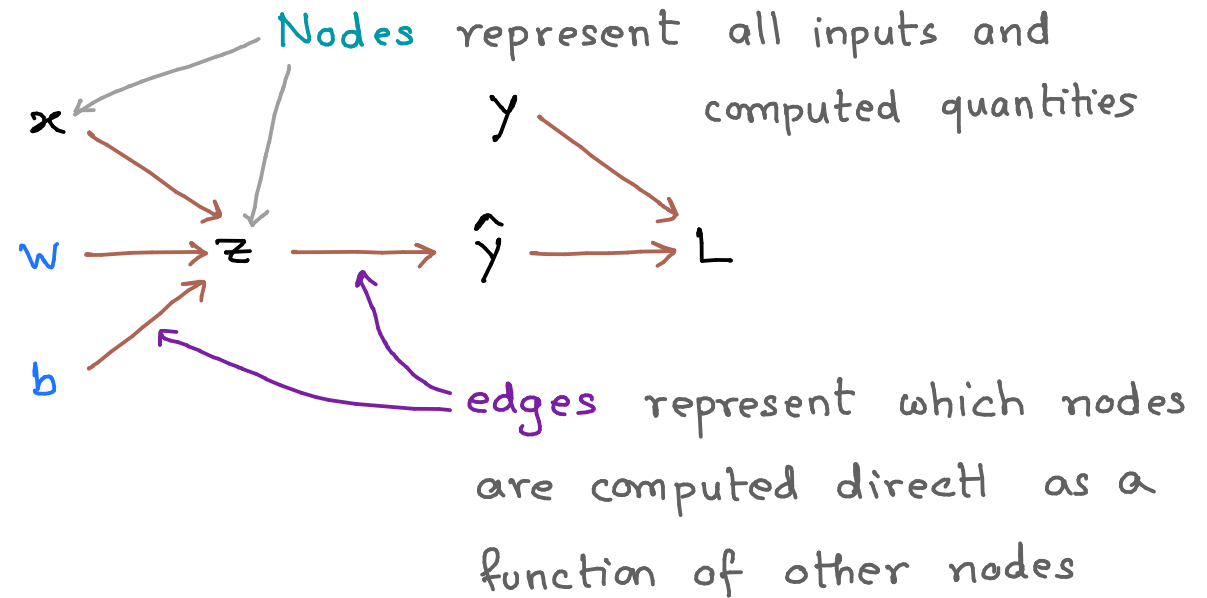 Nodes represent all inputs and
x
y
computed quantities
w
z
ŷ
L
b
edges represent which nodes
are computed directl as a
function of other nodes